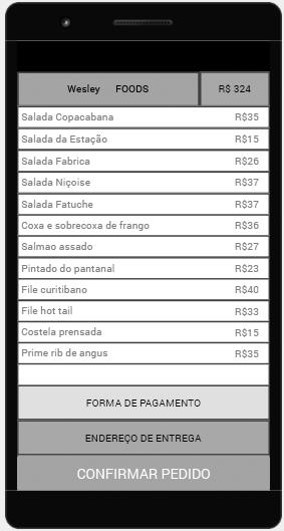 Wesley FOODS R$ 324
Salada Copacabana R$35
Salada da Estação R$15
Salada Fabrica R$26
Salada Niçoise R$37
Salada Fatuche R$37
Coxa e sobrecoxa de frango R$36
Salmao assado R$27
Pintado do pantanal R$23
File curitibano R$40
File hot tail R$33
Costela prensada R$15
Prime rib de angus R$35
FORMA DE PAGAMENTO
ENDEREÇO DE ENTREGA
CONFIRMAR PEDIDO